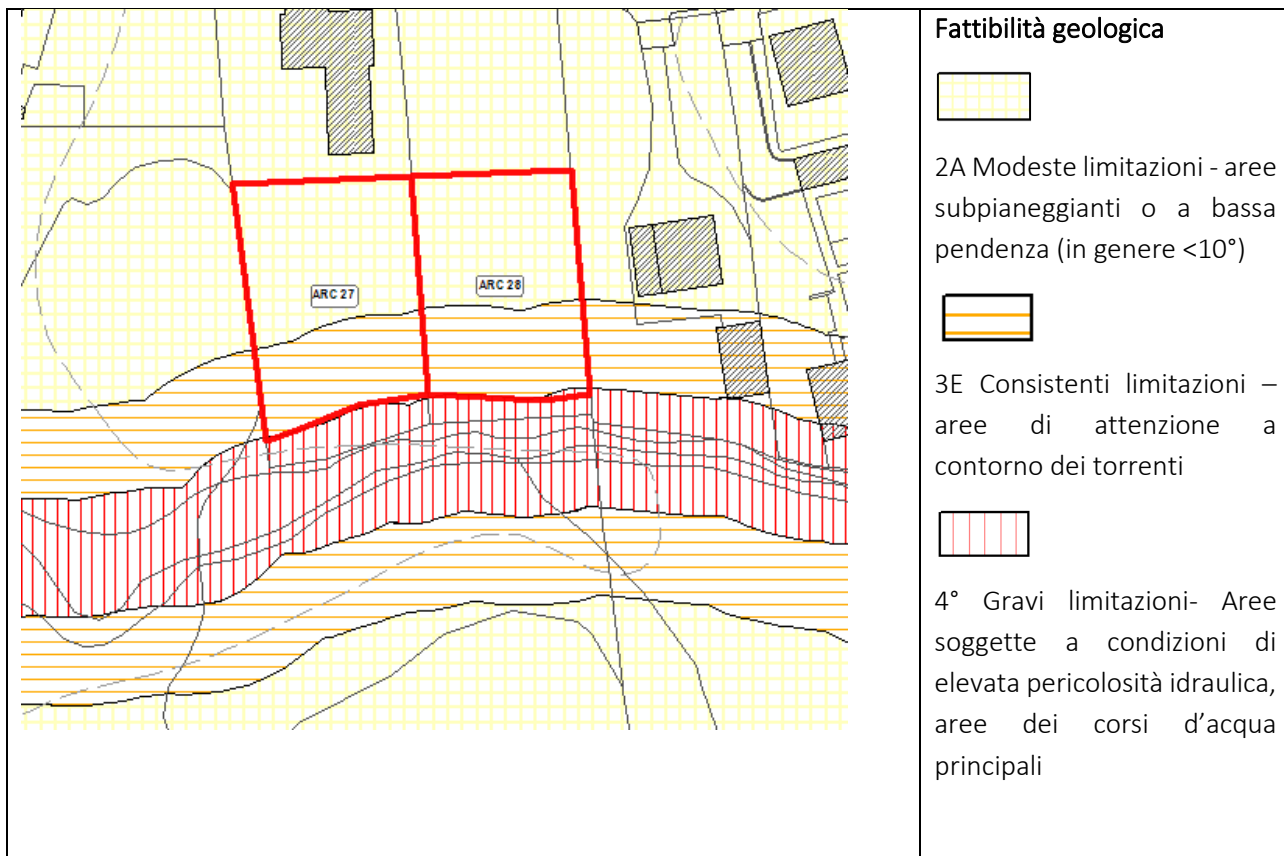 Fattibilità geologica
2A Modeste limitazioni - aree
subpianeggianti o a bassa
pendenza (in genere <10°)
3E Consistenti limitazioni –
aree di attenzione a
contorno dei torrenti
4° Gravi limitazioni- Aree
soggette a condizioni di
elevata pericolosità idraulica,
aree dei corsi d’acqua
principali
ARC 27
ARC 28